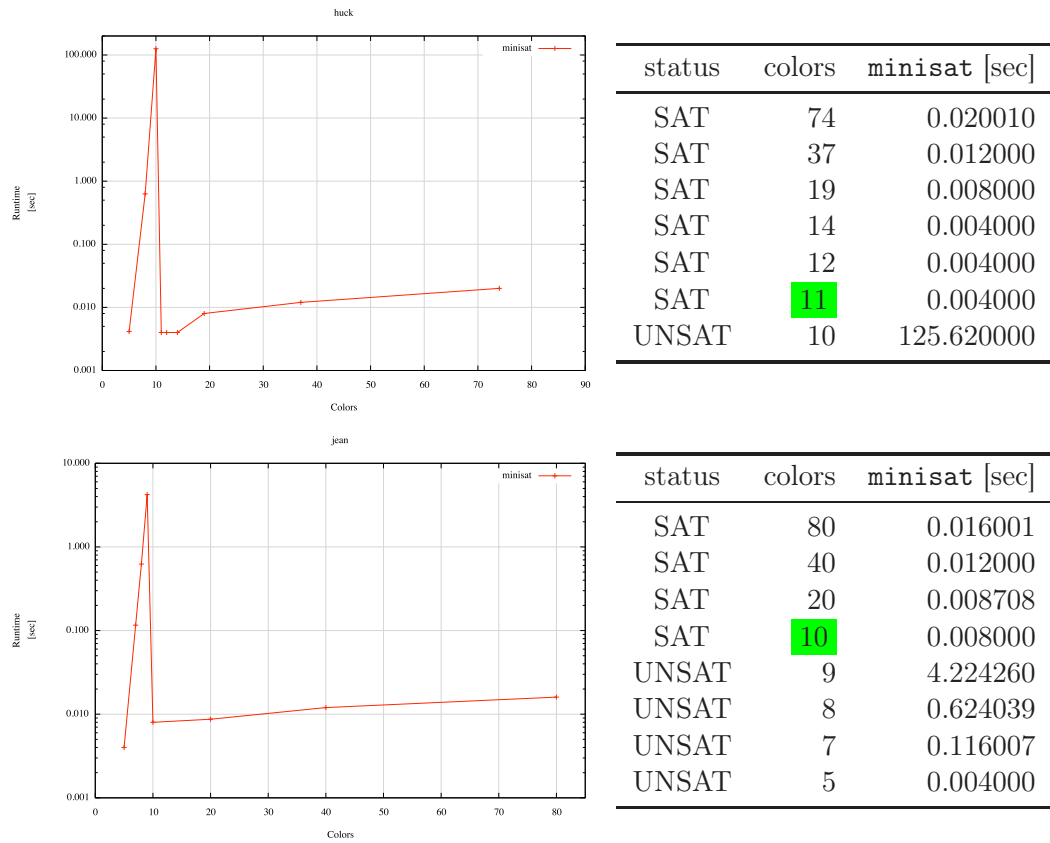 huck
minisat
100.000
10.000
1.000
0.100
0.010
0.001
Runtime
[sec]
0 10 20 30 40 50 60 70 80 90
Colors
status colors minisat [sec]
SAT 74 0.020010
SAT 37 0.012000
SAT 19 0.008000
SAT 14 0.004000
SAT 12 0.004000
SAT 11 0.004000
UNSAT 10 125.620000
jean
minisat
10.000
1.000
0.100
0.010
0.001
Runtime
[sec]
0 10 20 30 40 50 60 70 80
Colors
status colors minisat [sec]
SAT 80 0.016001
SAT 40 0.012000
SAT 20 0.008708
SAT 10 0.008000
UNSAT 9 4.224260
UNSAT 8 0.624039
UNSAT 7 0.116007
UNSAT 5 0.004000